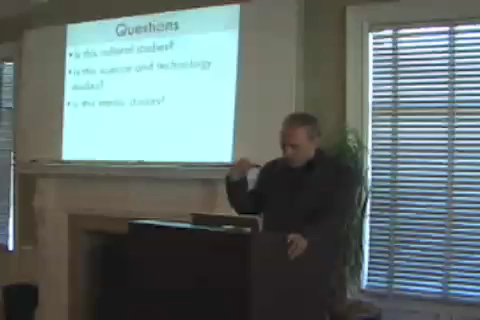 Questions
• Is this cultural studies?
• Is this science and technology
studies?
• Is this media studies?